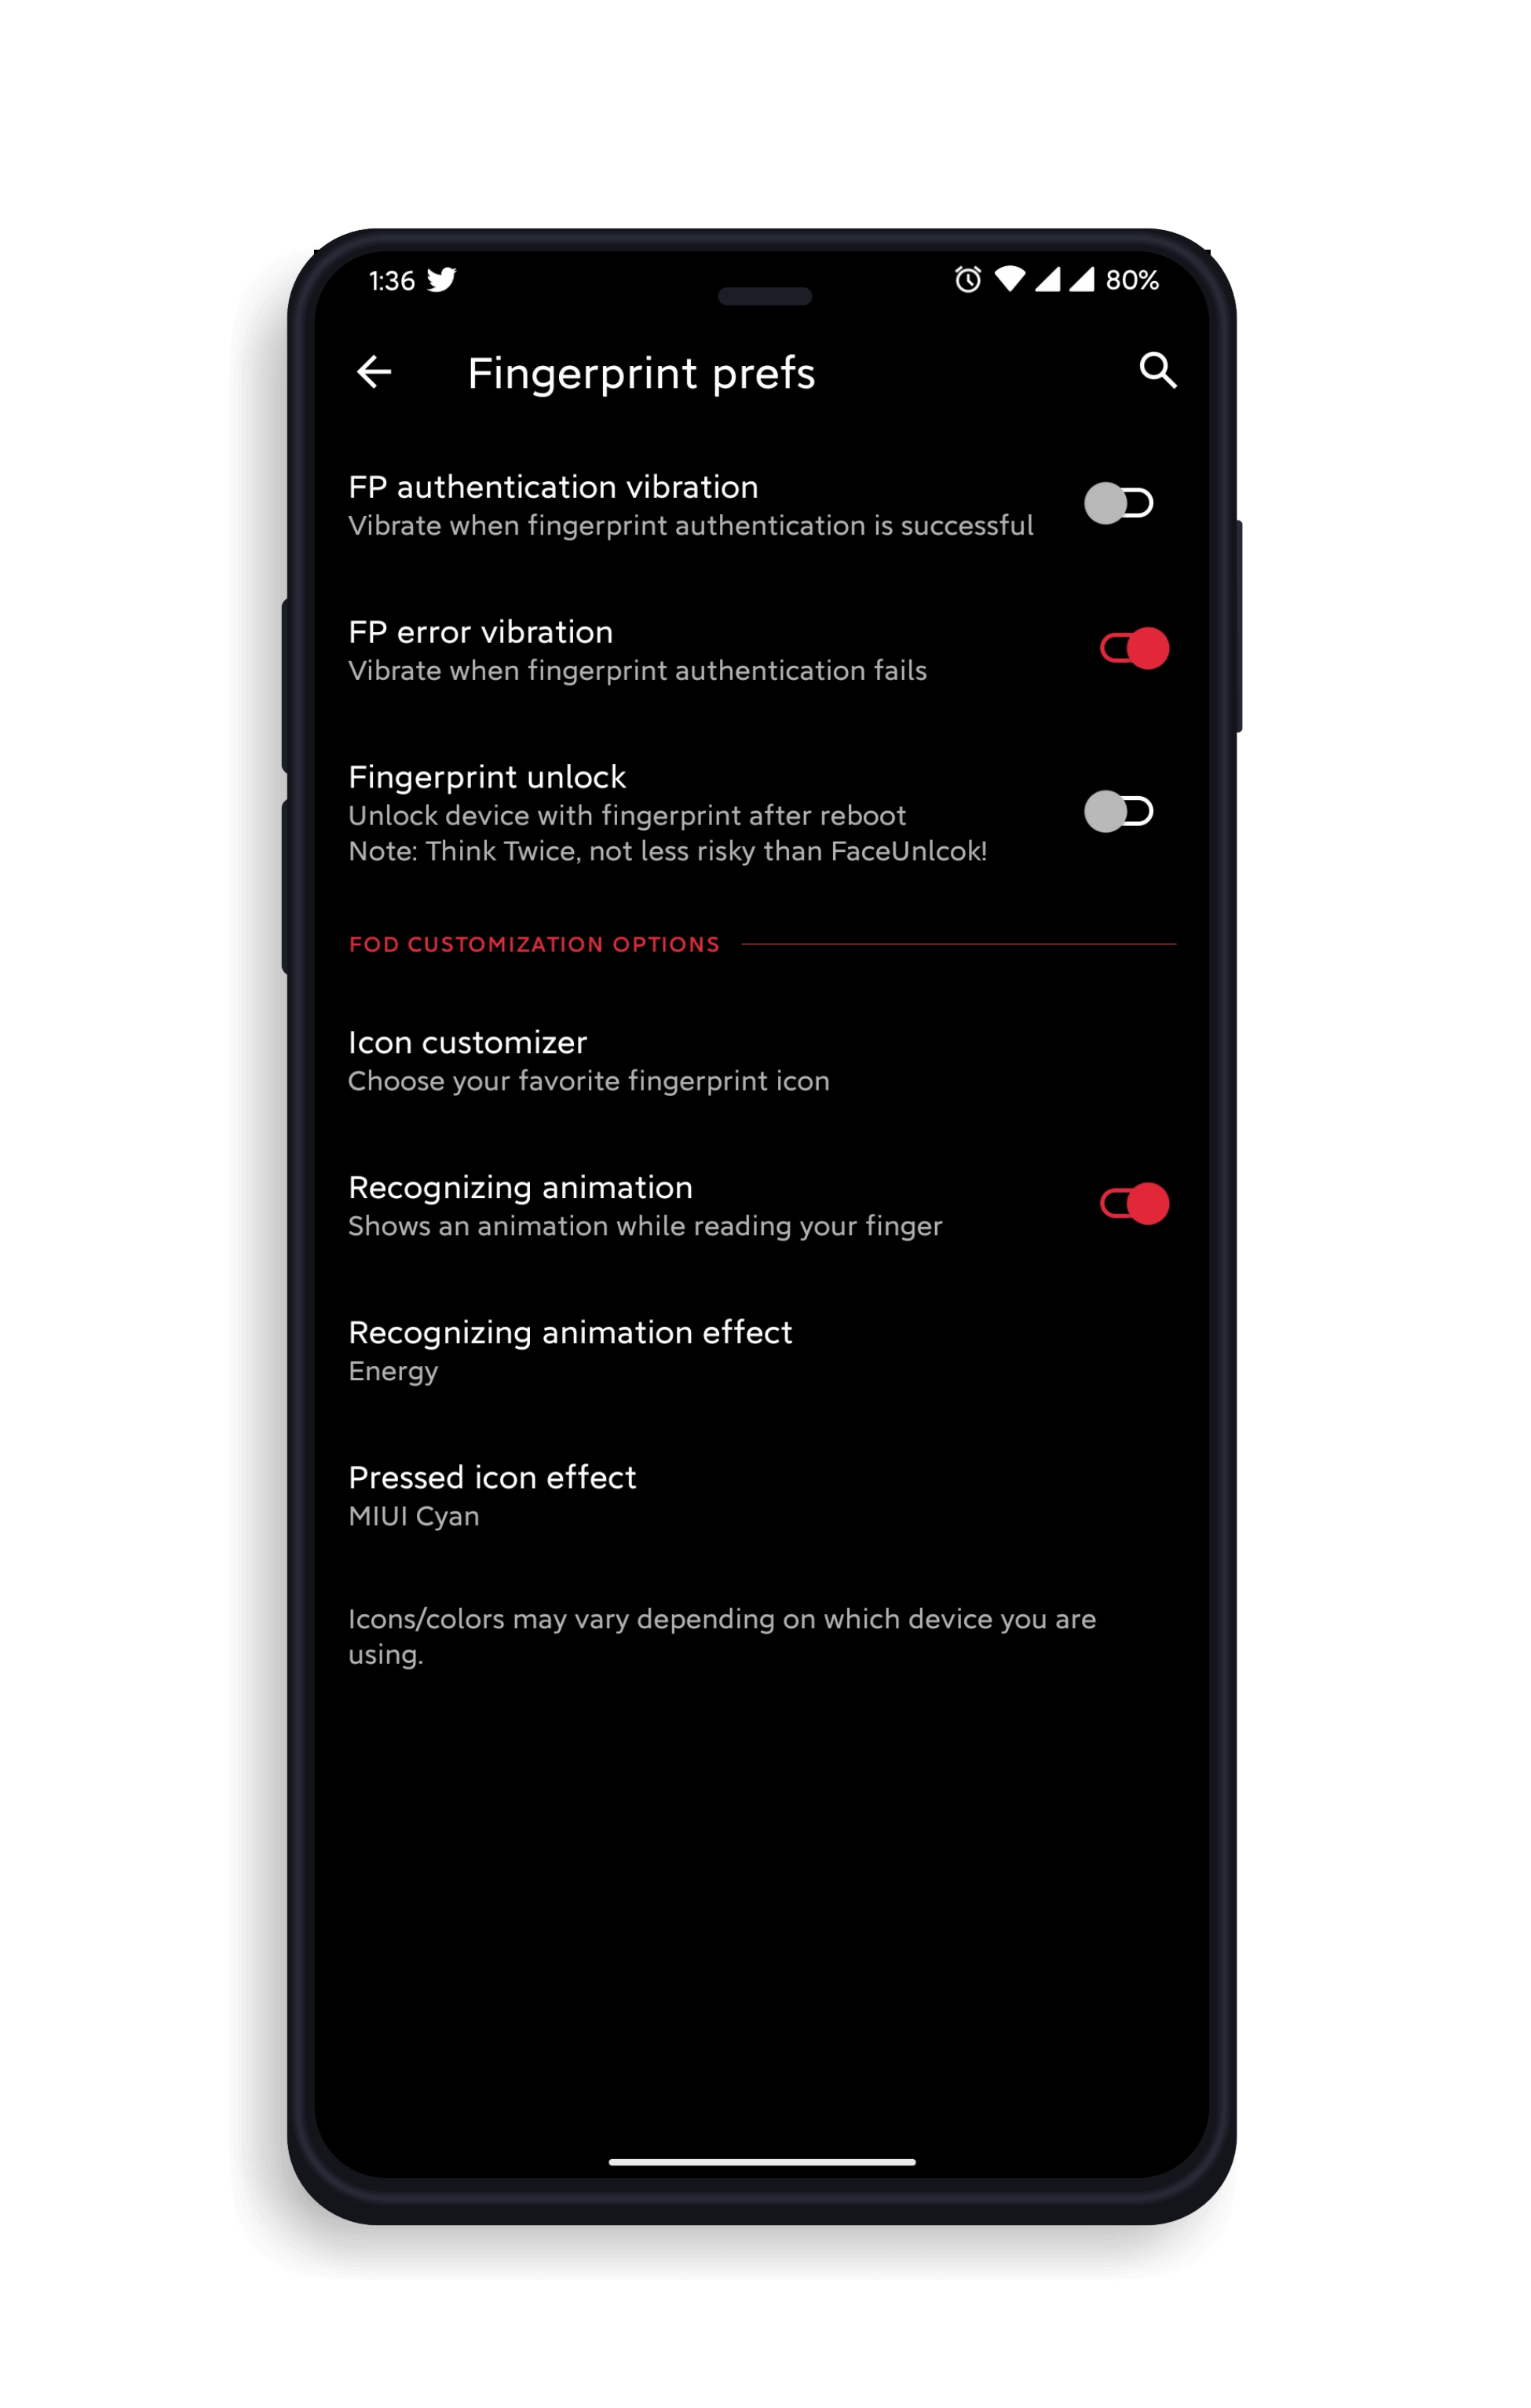 1:36
80%
Fingerprint prefs
FP authentication vibration
Vibrate when fingerprint authentication is successful
FP error vibration
Vibrate when fingerprint authentication fails
Fingerprint unlock
Unlock device with fingerprint after reboot
Note: Think Twice, not less risky than FaceUnlcok!
FOD CUSTOMIZATION OPTIONS
Icon customizer
Choose your favorite fingerprint icon
Recognizing animation
Shows an animation while reading your finger
Recognizing animation effect
Energy
Pressed icon effect
MIUI Cyan
Icons/colors may vary depending on which device you are
using.